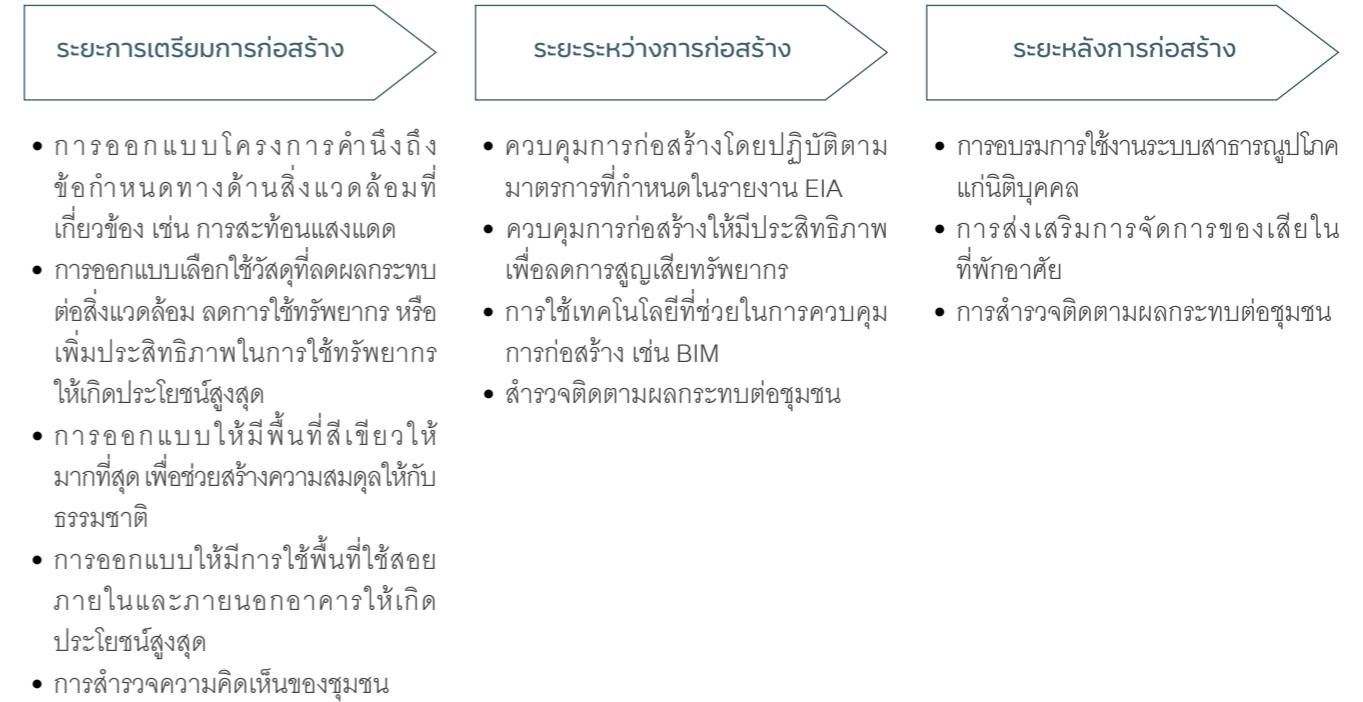 ระยะการเตรียมการก่อสร้าง
• การออกแบบโครงการคำนึงถึง
ข้อกำหนดทางด้านสิ่งแวดล้อมที่
เกี่ยวข้อง เช่น การสะท้อนแสงแดด
• การออกแบบเลือกใช้วัสดุที่ลดผลกระทบ
ต่อสิ่งแวดล้อม ลดการใช้ทรัพยากร หรือ
เพิ่มประสิทธิภาพในการใช้ทรัพยากร
ให้เกิดประโยชน์สูงสุด
• การออกแบบให้มีพื้นที่สีเขียวให้
มากที่สุด เพื่อช่วยสร้างความสมดุลให้กับ
ธรรมชาติ
• การออกแบบให้มีการใช้พื้นที่ใช้สอย
ภายในและภายนอกอาคารให้เกิด
ประโยชน์สูงสุด
• การสำรวจความคิดเห็นของชุมชน
ระยะระหว่างการก่อสร้าง
• ควบคุมการก่อสร้างโดยปฏิบัติตาม
มาตรการที่กำหนดในรายงาน EIA
• ควบคุมการก่อสร้างให้มีประสิทธิภาพ
เพื่อลดการสูญเสียทรัพยากร
• การใช้เทคโนโลยีที่ช่วยในการควบคุม
การก่อสร้าง เช่น BIM
• สำรวจติดตามผลกระทบต่อชุมชน
ระยะหลังการก่อสร้าง
• การอบรมการใช้งานระบบสาธารณูปโภค
แก่นิติบุคคล
• การส่งเสริมการจัดการของเสียใน
ที่พักอาศัย
• การสำรวจติดตามผลกระทบต่อชุมชน